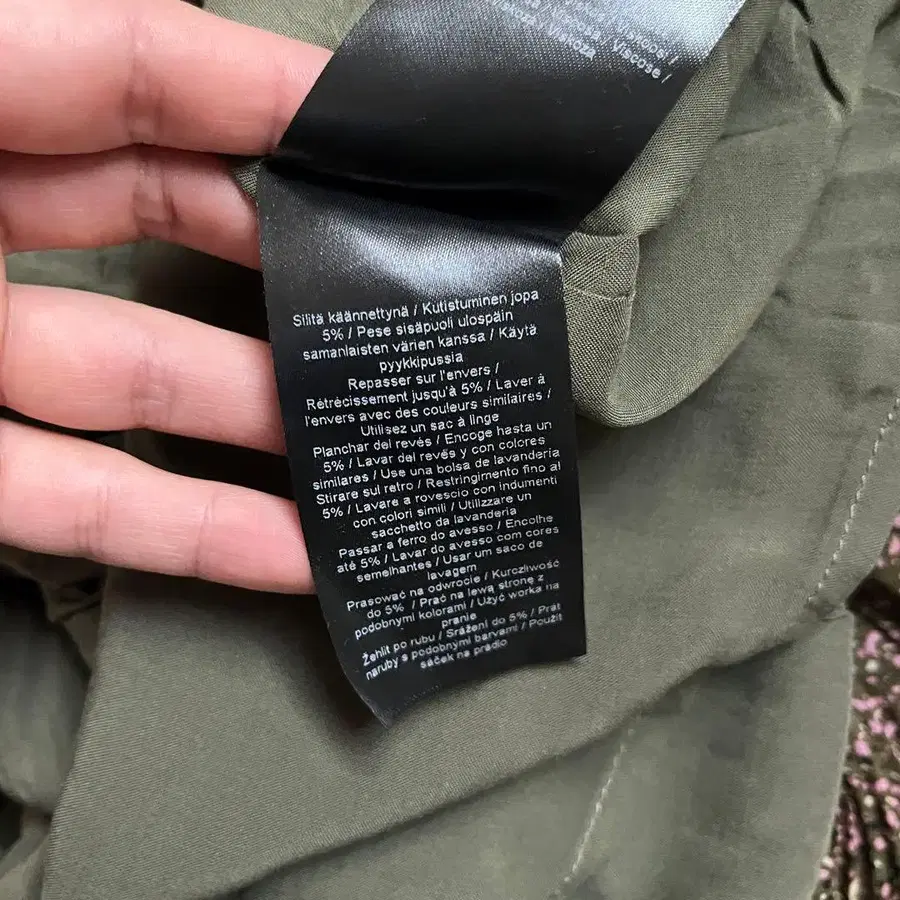 Viscose /
Viskoza
Silitä käännettynä / Kutistuminen jopa
5% / Pese sisäpuoli ulospäin
samanlaisten värien kanssa / Käytä
pyykkipussia
Repasser sur l'envers /
Rétrécissement jusqu'à 5% / Laver à
l'envers avec des couleurs similaires /
Utilisez un sac à linge
Planchar del revés / Encoge hasta un
5% / Lavar del revés y con colores
similares / Use una bolsa de lavanderia
Stirare sul retro / Restringimento fino al
5% / Lavare a rovescio con indumenti
con colori simili / Utilizzare un
sacchetto da lavanderia
Passar a ferro do avesso / Encolhe
até 5% / Lavar do avesso com cores
semelhantes / Usar um saco de
lavagem
Prasować na odwrocie / Kurczliwość
do 5% / Prać na lewą stronę z
podobnymi kolorami / Użyć worka na
pranie
Žehlit po rubu / Sražení do 5% / Prát
naruby s podobnými barvami / Použít
sáček na prádlo